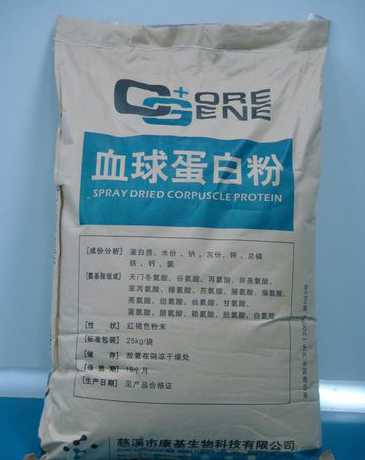 CORE
GENE
血球蛋白粉
SPRAY DRIED CORPUSCLE PROTEIN
[成份分析] 蛋白质、水份、钠、灰份、钾、总磷
铁、钙、氯
[氨基酸组成] 天门冬氨酸、谷氨酸、丙氨酸、异亮氨酸、
苯丙氨酸、精氨酸、苏氨酸、脯氨酸、缬氨酸、
亮氨酸、组氨酸、丝氨酸、甘氨酸、
蛋氨酸、酪氨酸、赖氨酸、胱氨酸、色氨酸
[性 状] 红褐色粉末
[标准包装] 25kg/袋
[储 存] 放置在阴凉干燥处
[保 质 期] 18个月
[生产日期] 见产品合格证
慈溪市康基生物科技有限公司